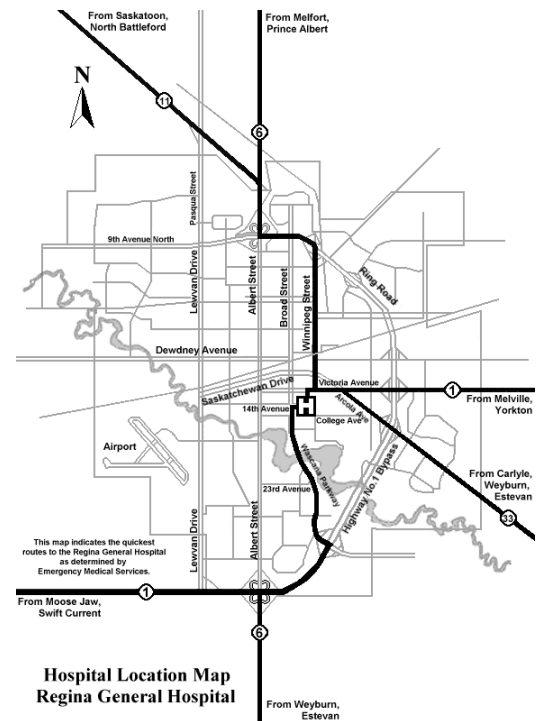 From Saskatoon,
North Battleford
From Melfort,
Prince Albert
N
11
6
Pasqua Street
9th Avenue North
Lewvan Drive
Albert Street
Broad Street
Winnipeg Street
Ring Road
Dewdney Avenue
Saskatchewan Drive
Victoria Avenue
1
From Melville,
Yorkton
14th Avenue
H
College Ave
Arcola Ave
Airport
Wascana Parkway
23rd Avenue
Highway No.1 Bypass
From Carlyle,
Weyburn,
Estevan
33
Lewvan Drive
Albert Street
This map indicates the quickest
routes to the Regina General Hospital
as determined by
Emergency Medical Services.
1
From Moose Jaw,
Swift Current
6
Hospital Location Map
Regina General Hospital
From Weyburn,
Estevan